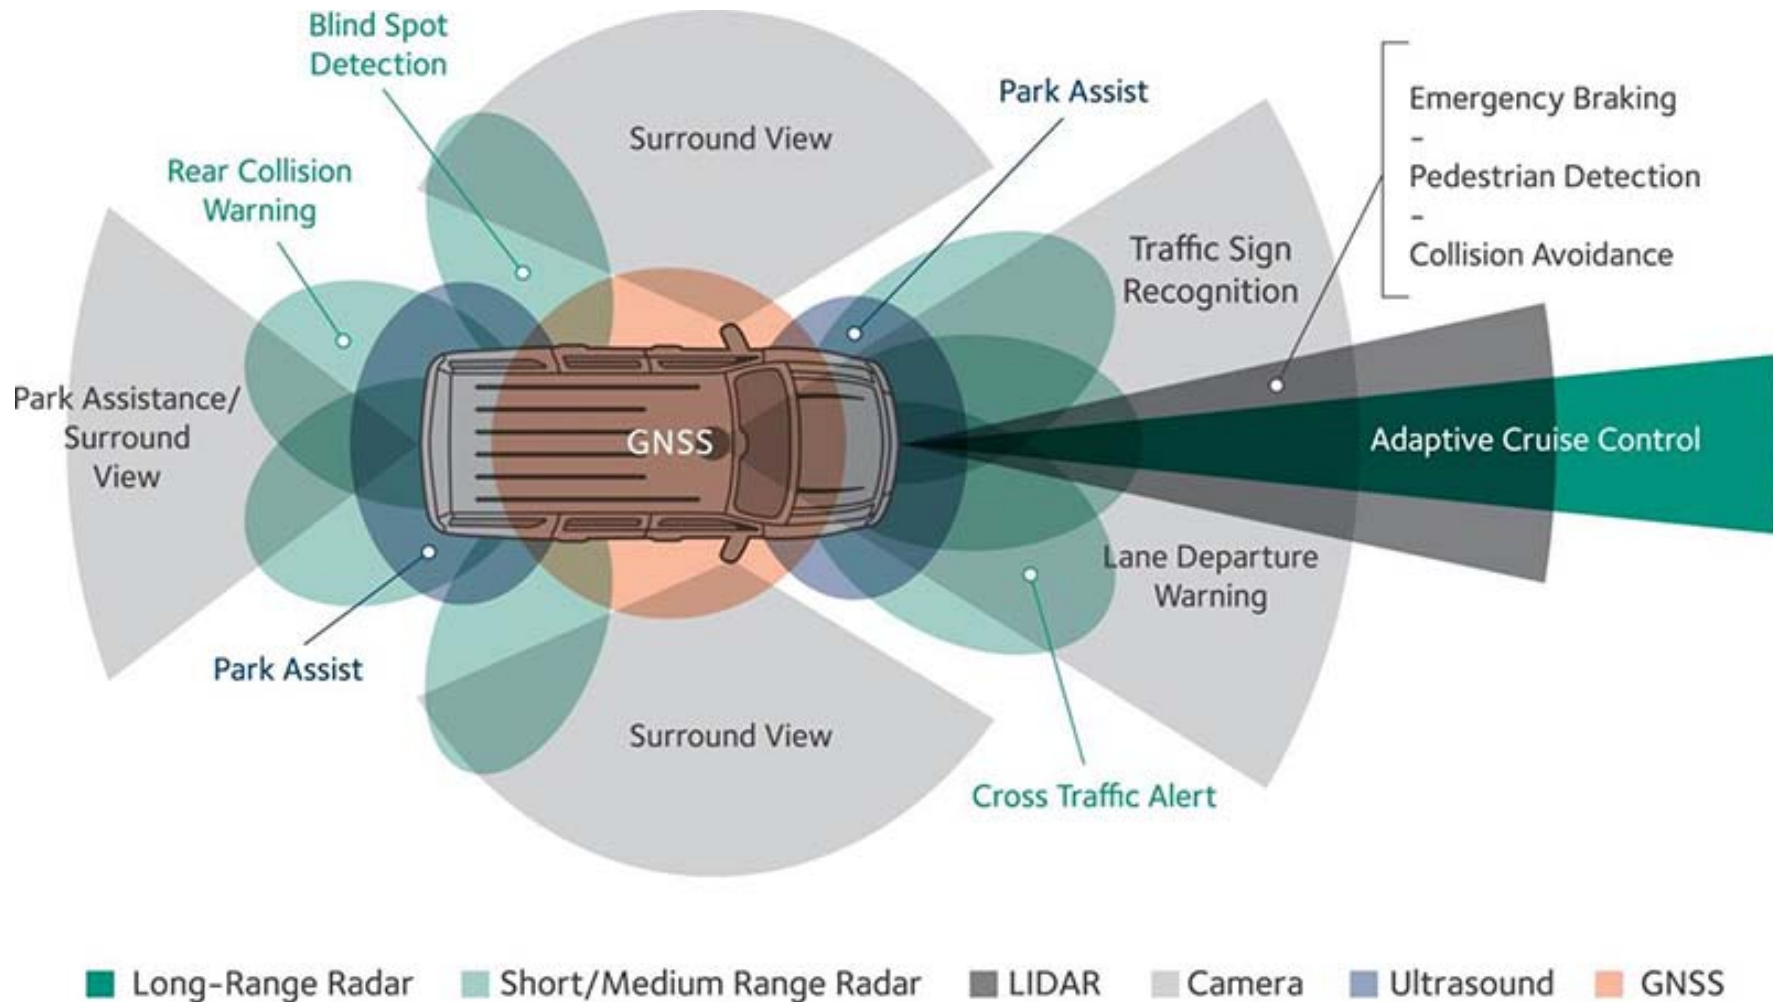 Blind Spot
Detection
Surround View
Park Assist
Emergency Braking
-
Pedestrian Detection
-
Collision Avoidance
Rear Collision
Warning
Traffic Sign
Recognition
Park Assistance/
Surround
View
GNSS
Adaptive Cruise Control
Lane Departure
Warning
Park Assist
Surround View
Cross Traffic Alert
Long-Range Radar
Short/Medium Range Radar
LIDAR
Camera
Ultrasound
GNSS